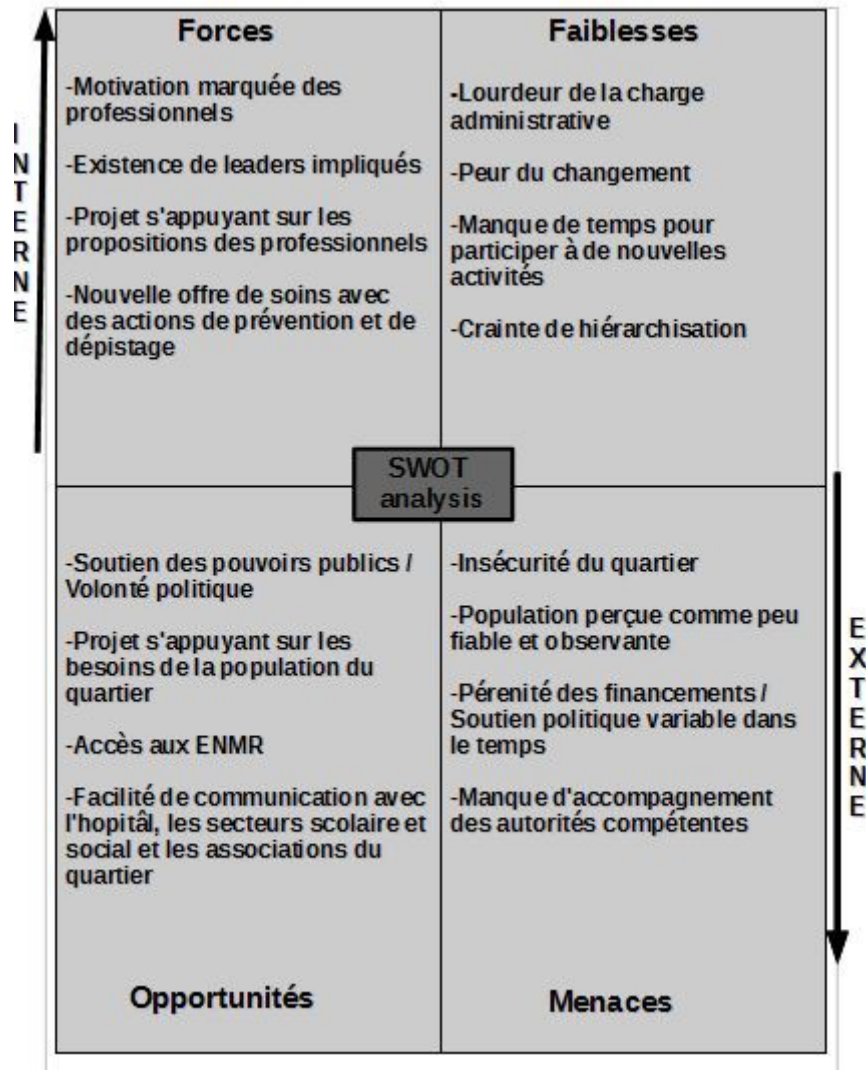 Forces
-Motivation marquée des
professionnels
-Existence de leaders impliqués
-Projet s'appuyant sur les
propositions des professionnels
-Nouvelle offre de soins avec
des actions de prévention et de
dépistage
Faiblesses
-Lourdeur de la charge
administrative
-Peur du changement
-Manque de temps pour
participer à de nouvelles
activités
-Crainte de hiérarchisation
INTERNE
SWOT
analysis
-Soutien des pouvoirs publics /
Volonté politique
-Projet s'appuyant sur les
besoins de la population du
quartier
-Accès aux ENMR
-Facilité de communication avec
l'hopitâl, les secteurs scolaire et
social et les associations du
quartier
Opportunités
-Insécurité du quartier
-Population perçue comme peu
fiable et observante
-Pérenité des financements /
Soutien politique variable dans
le temps
-Manque d'accompagnement
des autorités compétentes
Menaces
EXTERNE